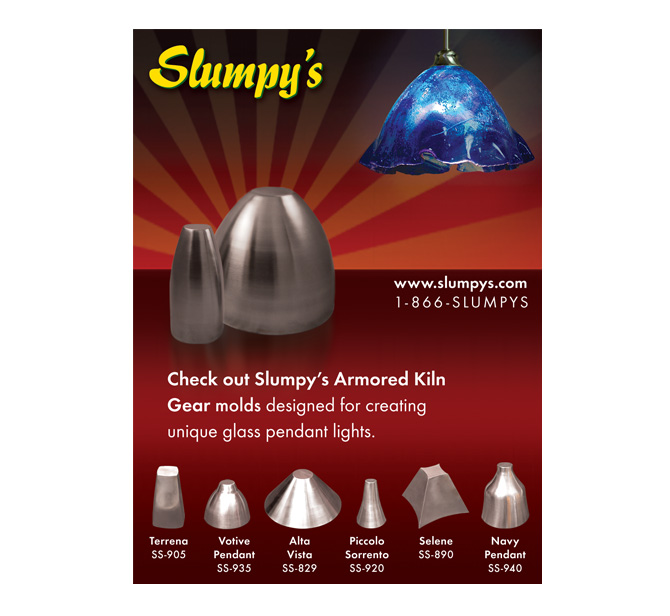 Slumpy's
www.slumpys.com
1-866-SLUMPYS
Check out Slumpy's Armored Kiln
Gear molds designed for creating
unique glass pendant lights.
Terrena
SS-905
Votive
Pendant
SS-935
Alta
Vista
SS-829
Piccolo
Sorrento
SS-920
Selene
SS-890
Navy
Pendant
SS-940